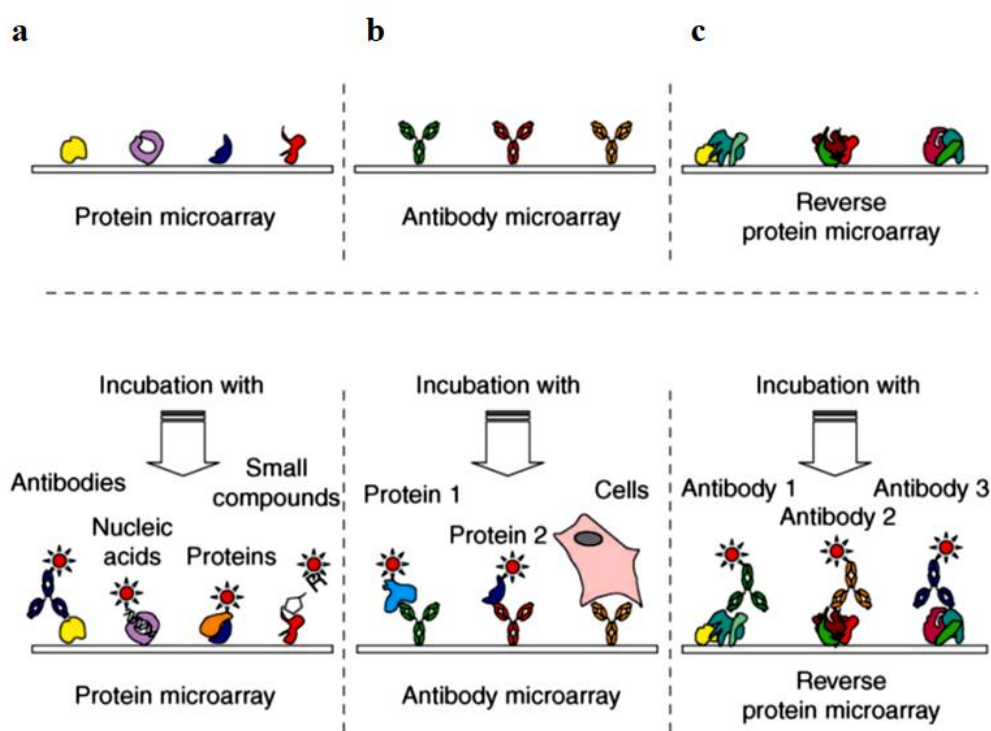 a
b
c
Protein microarray
Antibody microarray
Reverse
protein microarray
Incubation with
Incubation with
Incubation with
Antibodies
Nucleic
acids
Proteins
Small
compounds
Protein 1
Protein 2
Cells
Antibody 1
Antibody 2
Antibody 3
Protein microarray
Antibody microarray
Reverse
protein microarray